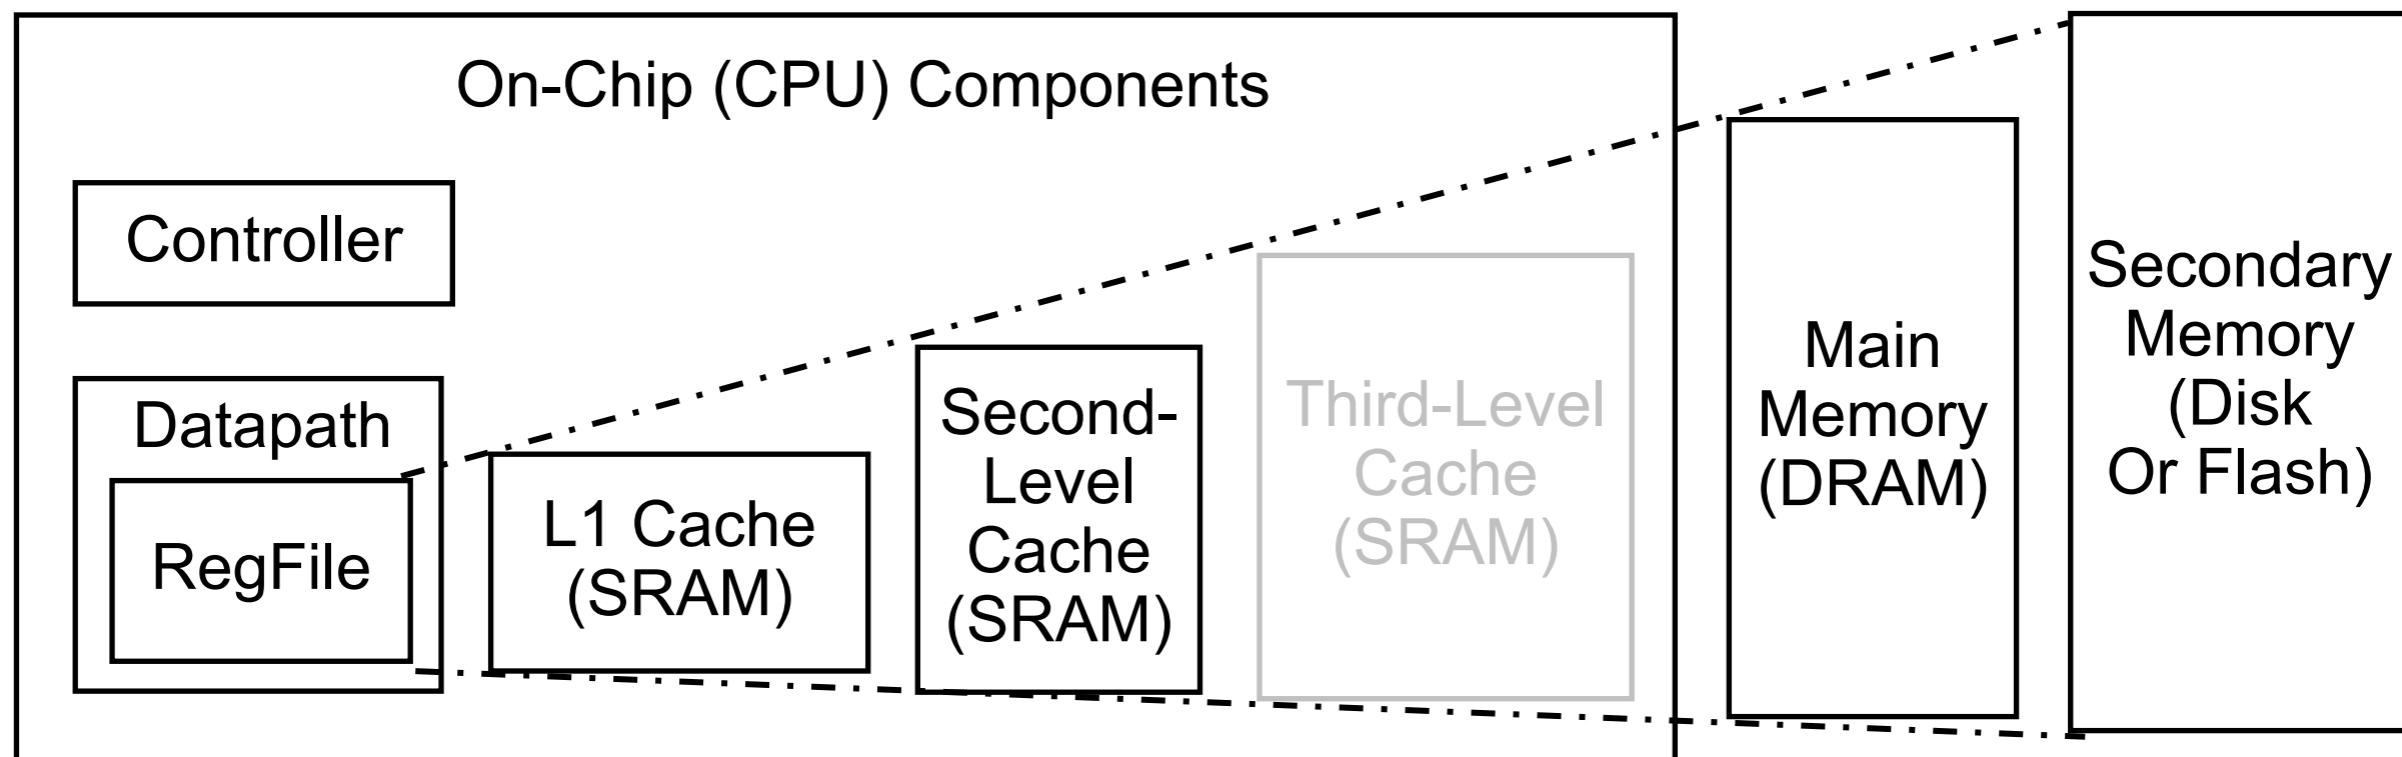 On-Chip (CPU) Components
Controller
Datapath
RegFile
L1 Cache
(SRAM)
Second-
Level
Cache
(SRAM)
Third-Level
Cache
(SRAM)
Main
Memory
(DRAM)
Secondary
Memory
(Disk
Or Flash)